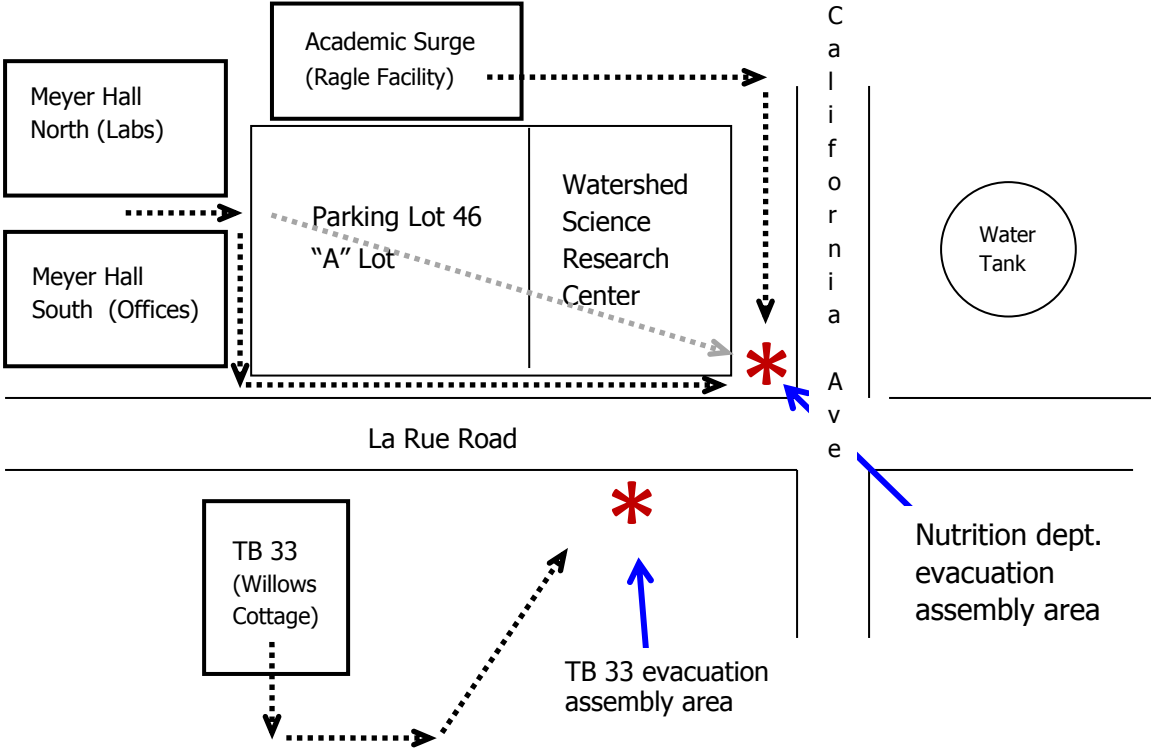 Academic Surge
(Ragle Facility)
Meyer Hall
North (Labs)
Meyer Hall
South  (Offices)
Parking Lot 46
“A” Lot
Watershed
Science
Research
Center
California Ave
Water
Tank
La Rue Road
TB 33
(Willows
Cottage)
Nutrition dept.
evacuation
assembly area
TB 33 evacuation
assembly area